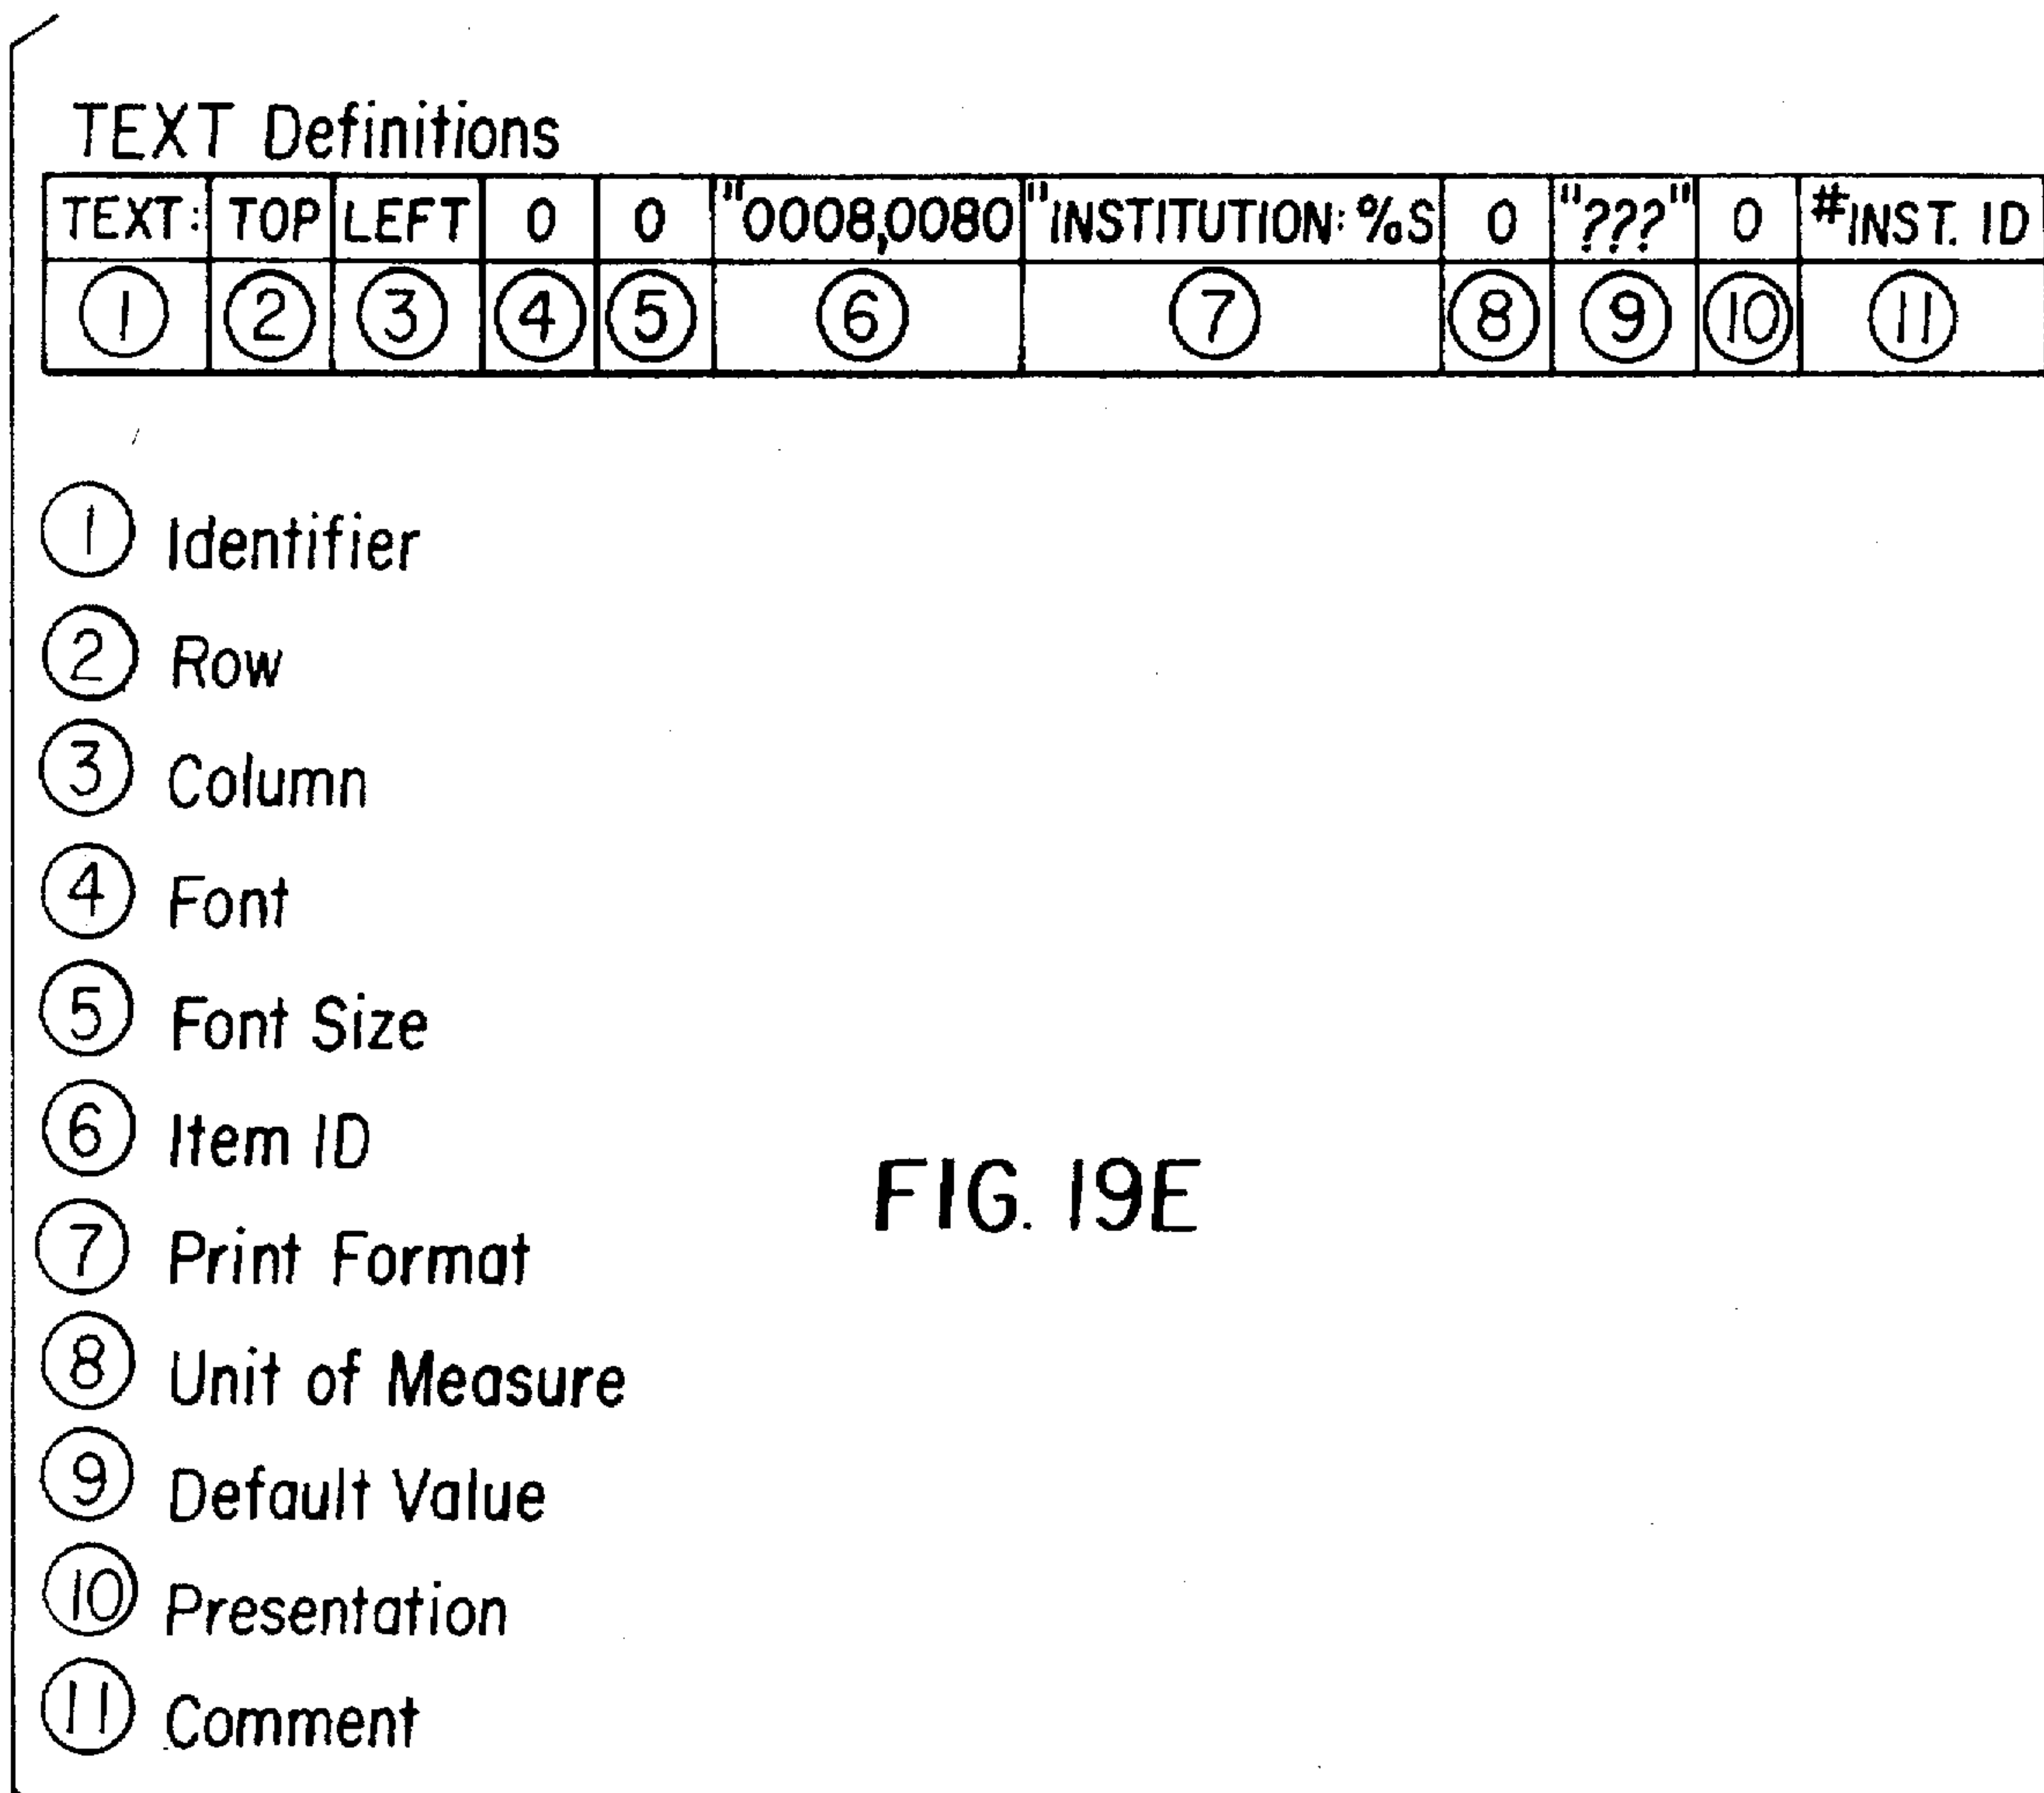 TEXT Definitions
TEXT: TOP LEFT 0 0 "0008,0080 "INSTITUTION: %S 0 "???" 0 #INST. ID
1 2 3 4 5 6 7 8 9 10 11
1 Identifier
2 Row
3 Column
4 Font
5 Font Size
6 Item ID
7 Print Format
8 Unit of Measure
9 Default Value
10 Presentation
11 Comment
FIG. 19E